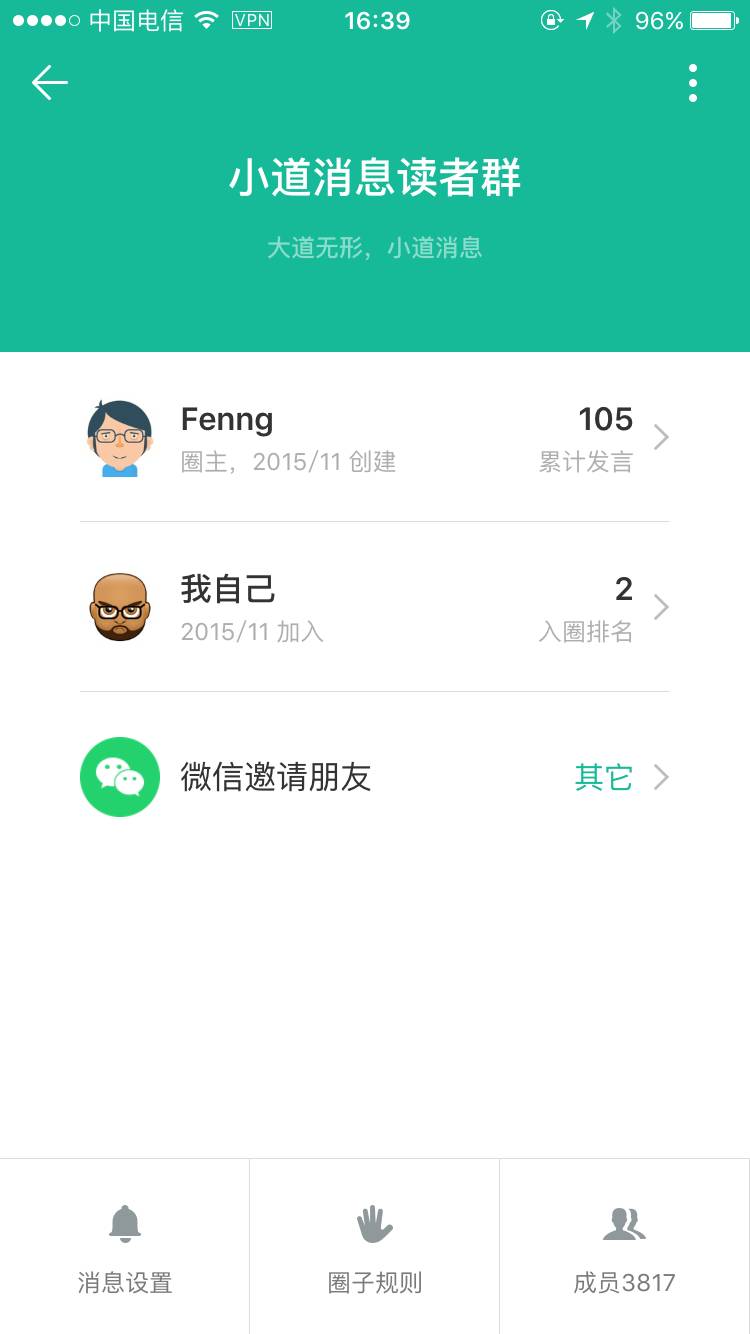 中国电信 VPN 16:39 96%
小道消息读者群
大道无形，小道消息
Fenng 105
圈主，2015/11 创建 累计发言
我自己 2
2015/11 加入 入圈排名
微信邀请朋友 其它
消息设置 圈子规则 成员3817